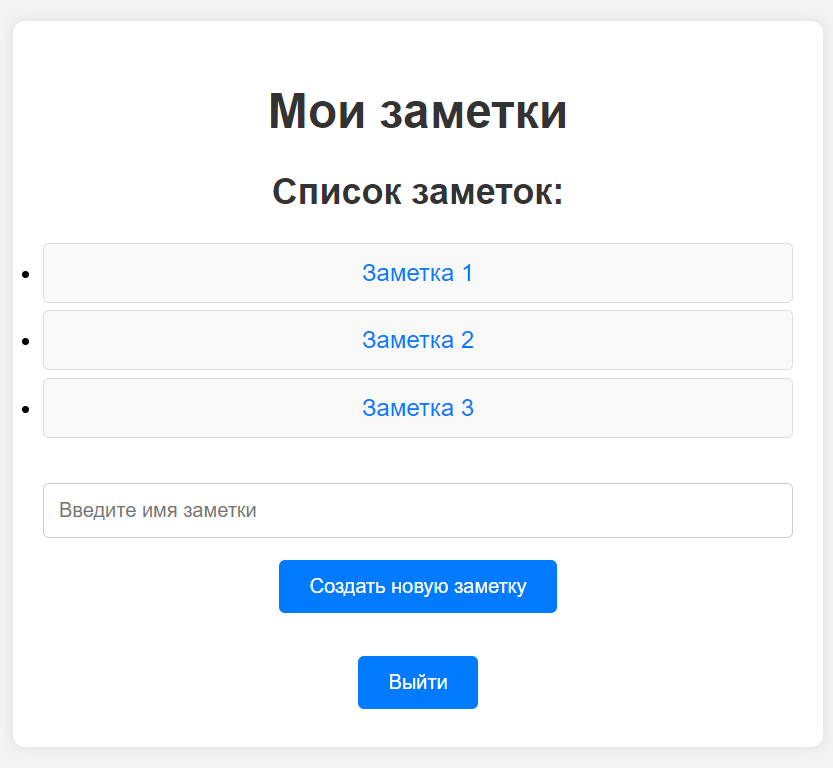 Мои заметки
Список заметок:
Заметка 1
Заметка 2
Заметка 3
Введите имя заметки
Создать новую заметку
Выйти